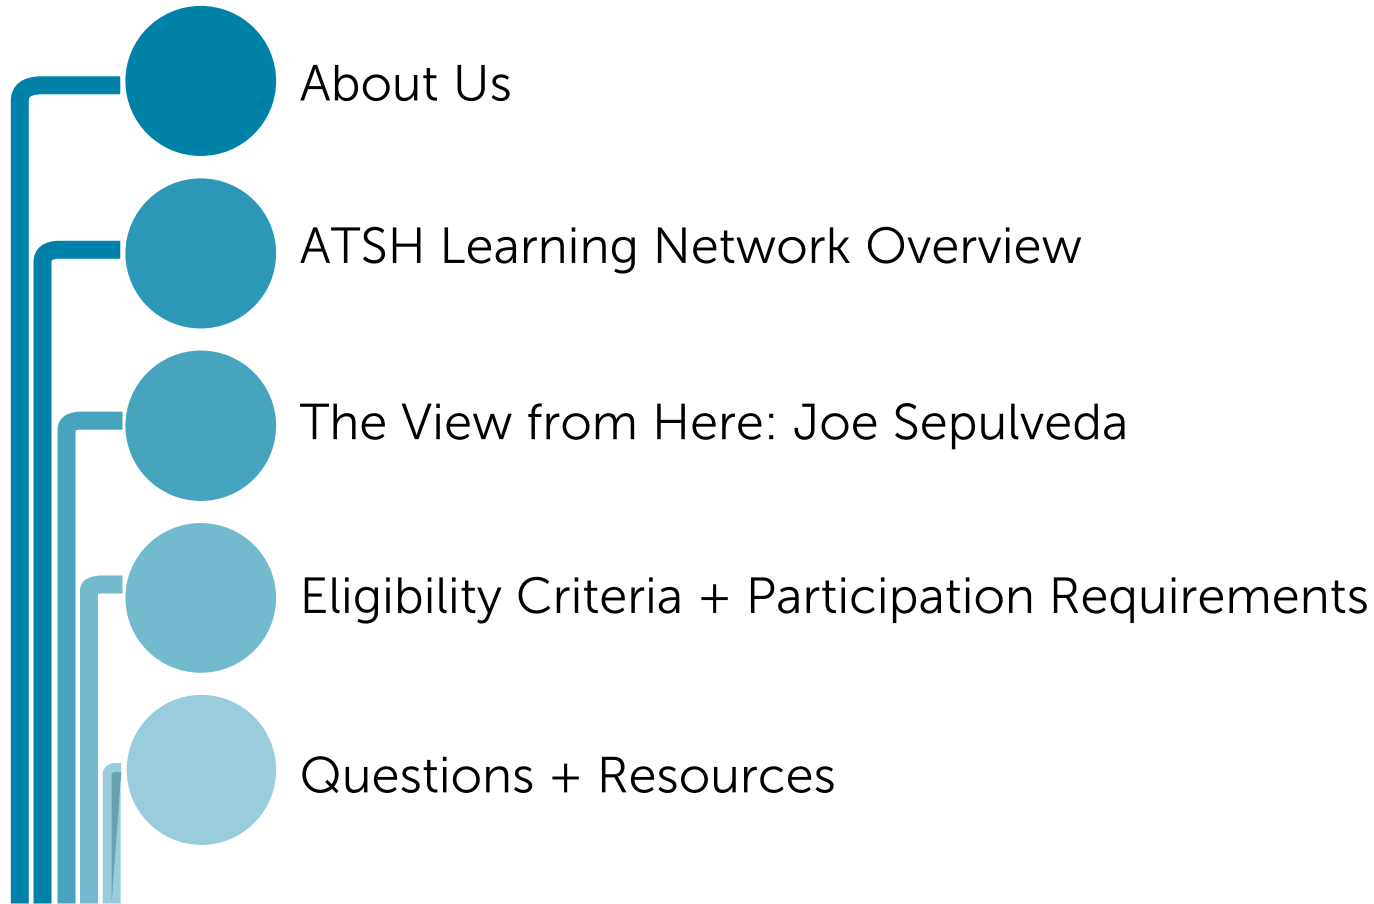 About Us
ATSH Learning Network Overview
The View from Here: Joe Sepulveda
Eligibility Criteria + Participation Requirements
Questions + Resources